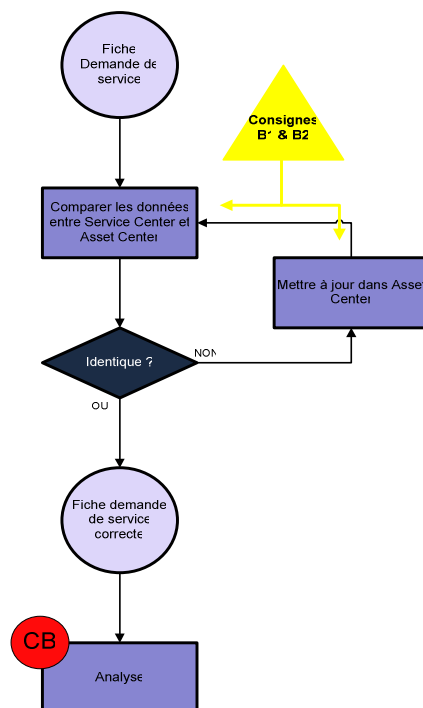 Fiche
Demande de
service
Consignes
B1 & B2
Comparer les données
entre Service Center et
Asset Center
Mettre à jour dans Asset
Center
Identique ?
NON
OU
Fiche demande
de service
correcte
CB
Analyse